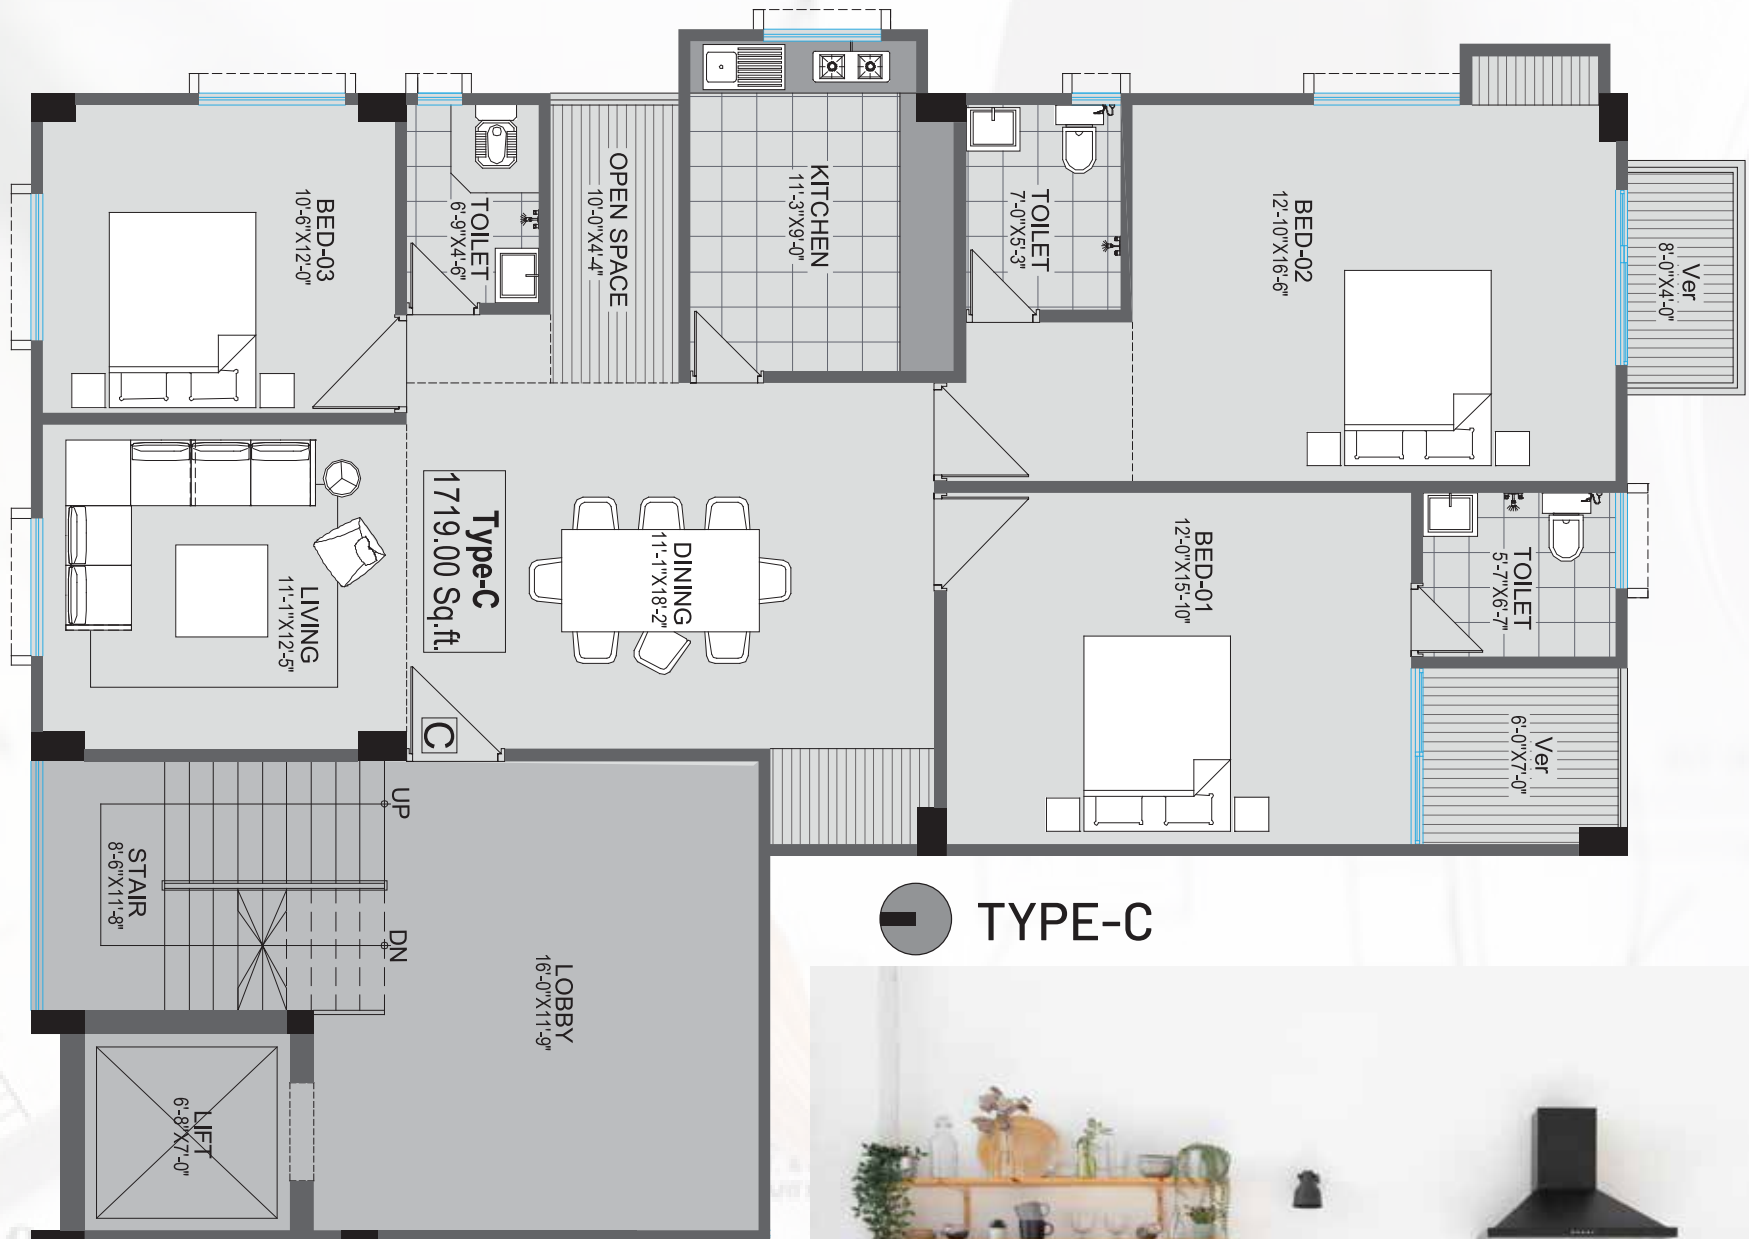 BED-03
10'-6"X12'-0"
TOILET
6'-9"X4'-6"
OPEN SPACE
10'-0"X4'-4"
KITCHEN
11'-3"X9'-0"
TOILET
7'-0"X5'-3"
BED-02
12'-10"X16'-6"
Ver
8'-0"X4'-0"
LIVING
11'-1"X12'-5"
Type-C
1719.00 Sq.ft.
DINING
11'-1"X18'-2"
BED-01
12'-0"X15'-10"
TOILET
5'-7"X6'-7"
Ver
6'-0"X7'-0"
C
UP
STAIR
8'-6"X11'-8"
DN
LOBBY
16'-0"X11'-9"
LIFT
6'-8"X7'-0"
TYPE-C